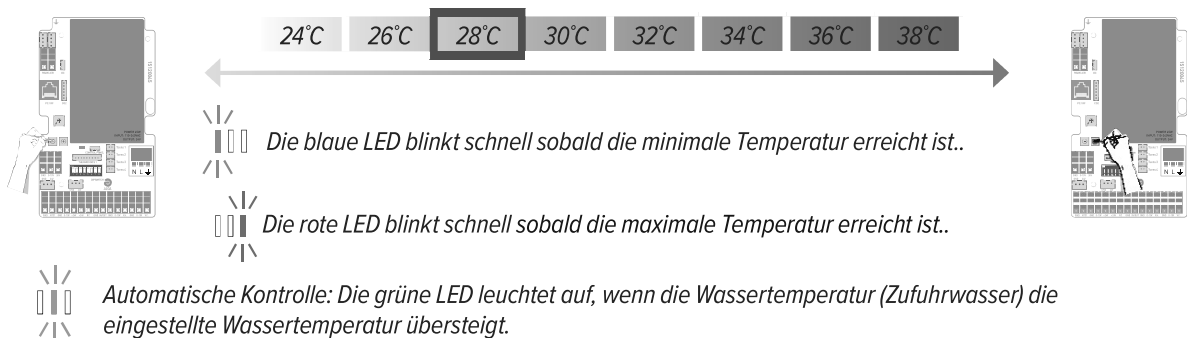 24°C 26°C 28°C 30°C 32°C 34°C 36°C 38°C
Die blaue LED blinkt schnell sobald die minimale Temperatur erreicht ist..
Die rote LED blinkt schnell sobald die maximale Temperatur erreicht ist..
Automatische Kontrolle: Die grüne LED leuchtet auf, wenn die Wassertemperatur (Zufuhrwasser) die
eingestellte Wassertemperatur übersteigt.
N L
N L